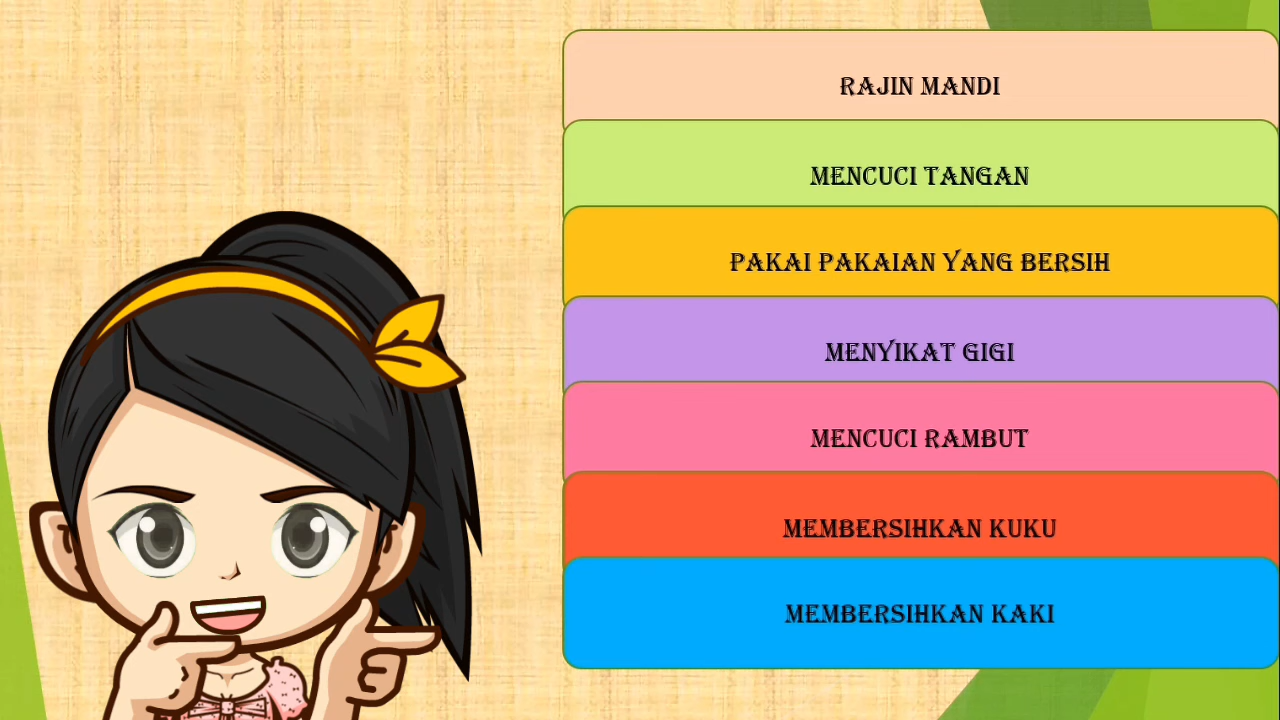 RAJIN MANDI
MENCUCI TANGAN
PAKAI PAKAIAN YANG BERSIH
MENYIKAT GIGI
MENCUCI RAMBUT
MEMBERSIHKAN KUKU
MEMBERSIHKAN KAKI